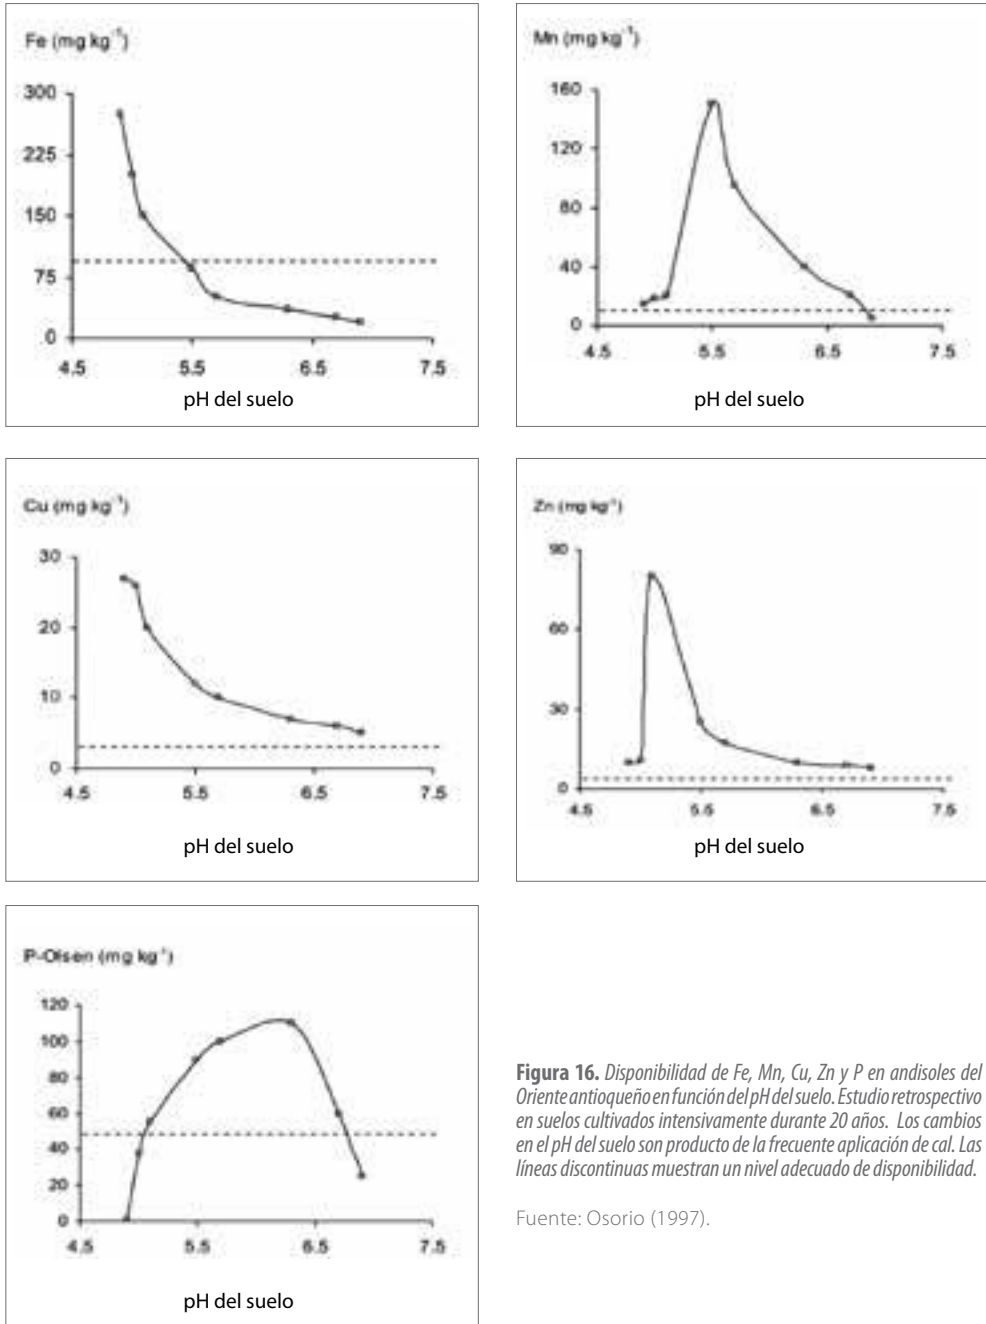 Fe (mg kg⁻¹)
300
225
150
75
0
4.5 5.5 6.5 7.5
pH del suelo
Mn (mg kg⁻¹)
160
120
80
40
0
4.5 5.5 6.5 7.5
pH del suelo
Cu (mg kg⁻¹)
30
20
10
0
4.5 5.5 6.5 7.5
pH del suelo
Zn (mg kg⁻¹)
90
60
30
0
4.5 5.5 6.5 7.5
pH del suelo
P-Olsen (mg kg⁻¹)
120
100
80
60
40
20
0
4.5 5.5 6.5 7.5
pH del suelo
Figura 16. Disponibilidad de Fe, Mn, Cu, Zn y P en andisoles del
Oriente antioqueño en función del pH del suelo. Estudio retrospectivo
en suelos cultivados intensivamente durante 20 años. Los cambios
en el pH del suelo son producto de la frecuente aplicación de cal. Las
líneas discontinuas muestran un nivel adecuado de disponibilidad.
Fuente: Osorio (1997).